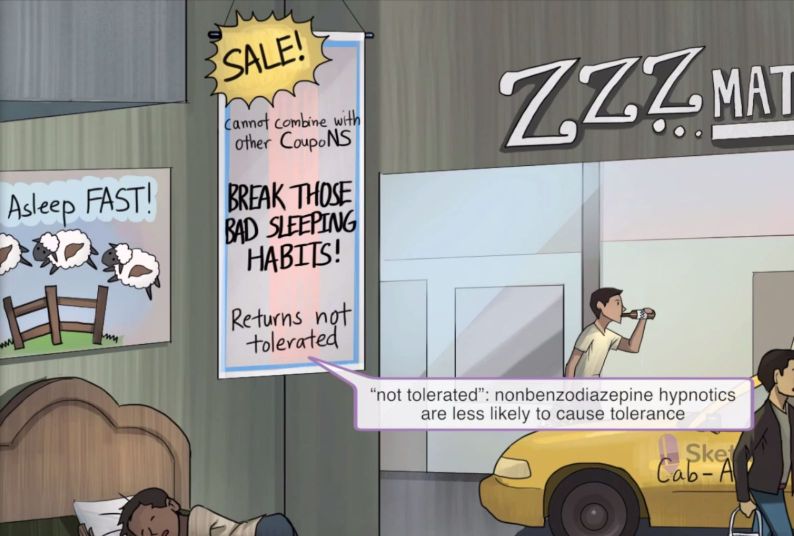 SALE!
Cannot combine with
other CoupoNS
BREAK THOSE
BAD SLEEPING
HABITS!
Returns not
tolerated
Asleep FAST!
ZZZ... MAT
"not tolerated": nonbenzodiazepine hypnotics
are less likely to cause tolerance
Sket
Cab-A